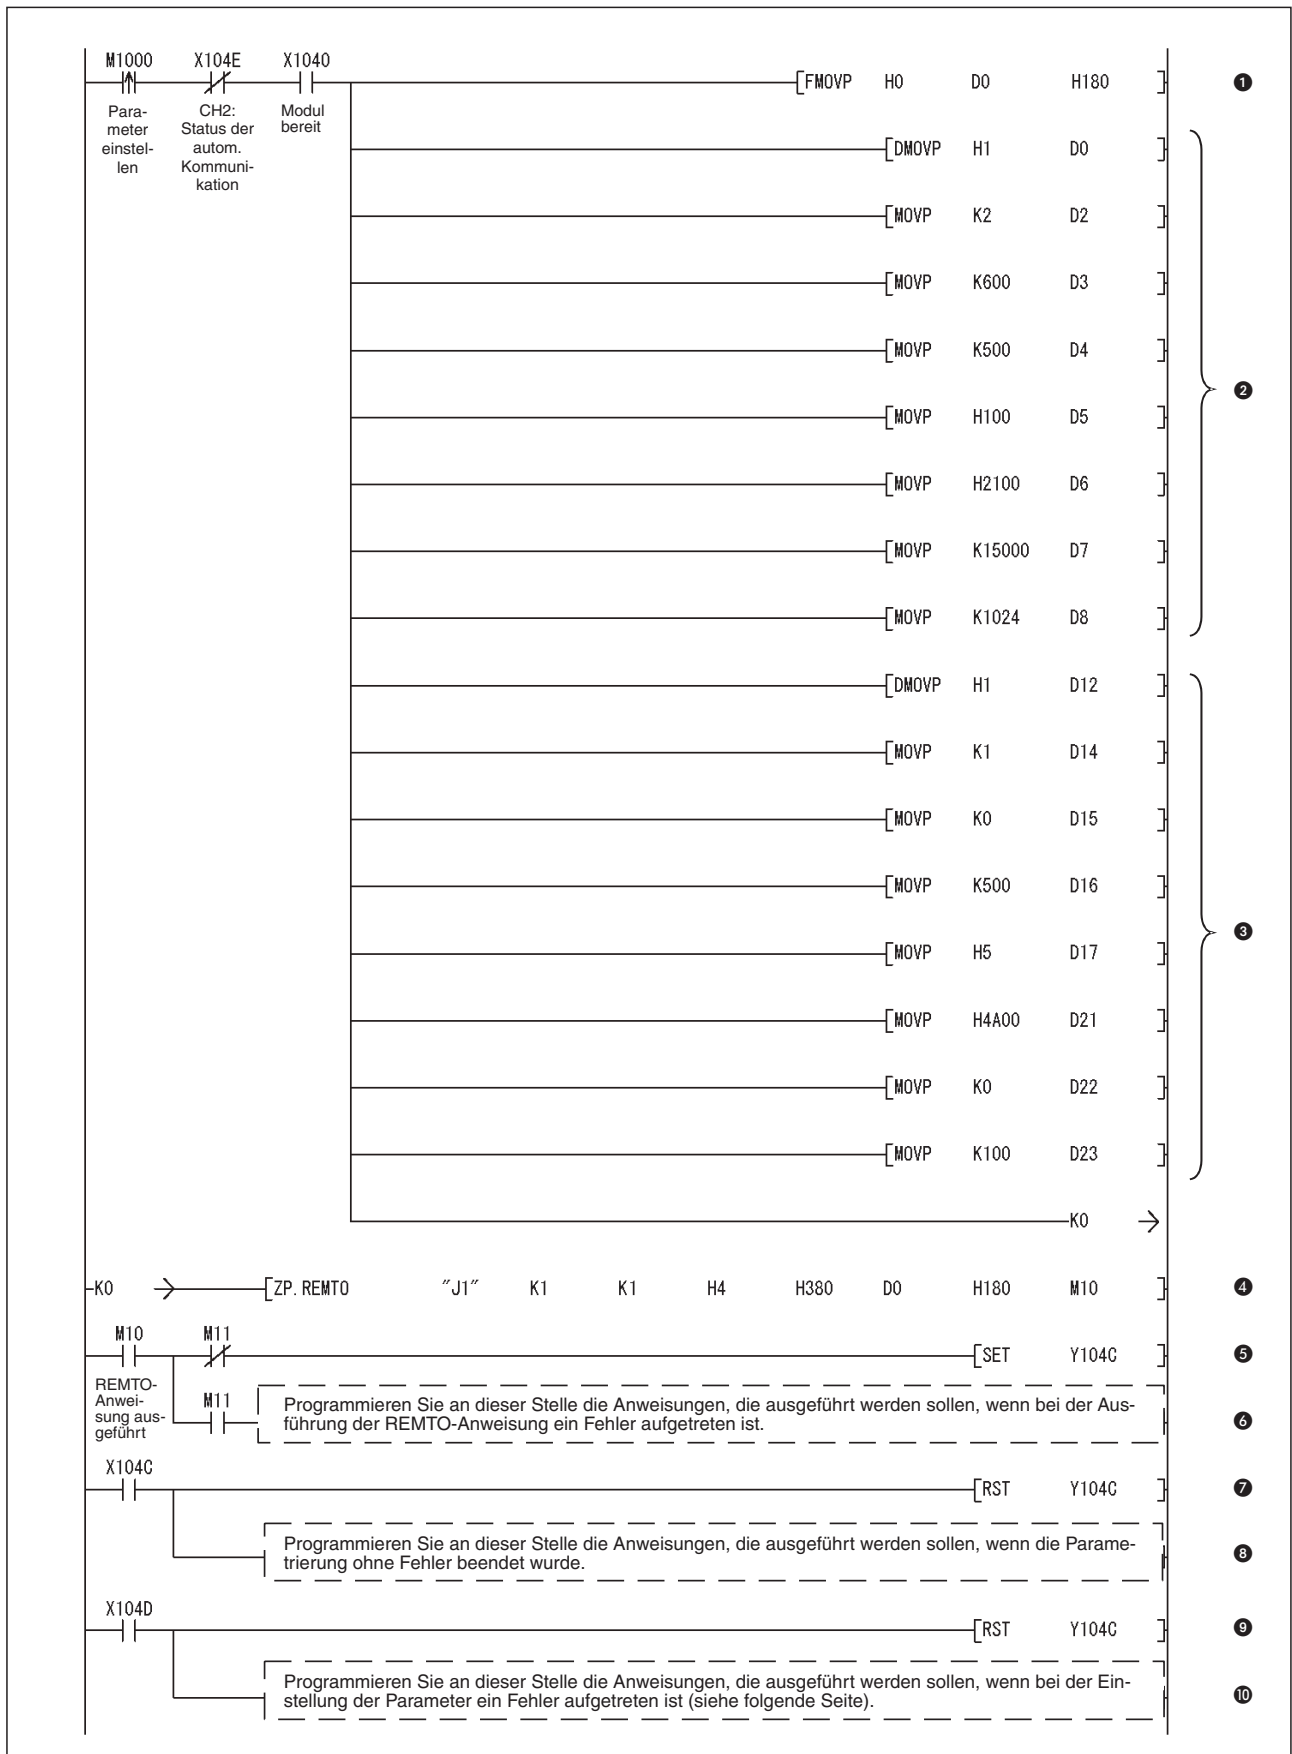 M1000 X104E X1040
[FMOVP H0 D0 H180 ] ❶
Para-
meter
einstel-
len
CH2:
Status der
autom.
Kommuni-
kation
Modul
bereit
[DMOVP H1 D0 ]
[MOVP K2 D2 ]
[MOVP K600 D3 ]
[MOVP K500 D4 ]
❷
[MOVP H100 D5 ]
[MOVP H2100 D6 ]
[MOVP K15000 D7 ]
[MOVP K1024 D8 ]
[DMOVP H1 D12 ]
[MOVP K1 D14 ]
[MOVP K0 D15 ]
[MOVP K500 D16 ]
❸
[MOVP H5 D17 ]
[MOVP H4A00 D21 ]
[MOVP K0 D22 ]
[MOVP K100 D23 ]
K0
K0 [ZP.REMTO "J1" K1 K1 H4 H380 D0 H180 M10 ] ❹
M10 M11
[SET Y104C ] ❺
REMTO-
Anwei-
sung aus-
geführt
M11
Programmieren Sie an dieser Stelle die Anweisungen, die ausgeführt werden sollen, wenn bei der Aus-
führung der REMTO-Anweisung ein Fehler aufgetreten ist.
❻
X104C
[RST Y104C ] ❼
Programmieren Sie an dieser Stelle die Anweisungen, die ausgeführt werden sollen, wenn die Parame-
trierung ohne Fehler beendet wurde.
❽
X104D
[RST Y104C ] ❾
Programmieren Sie an dieser Stelle die Anweisungen, die ausgeführt werden sollen, wenn bei der Ein-
stellung der Parameter ein Fehler aufgetreten ist (siehe folgende Seite).
❿